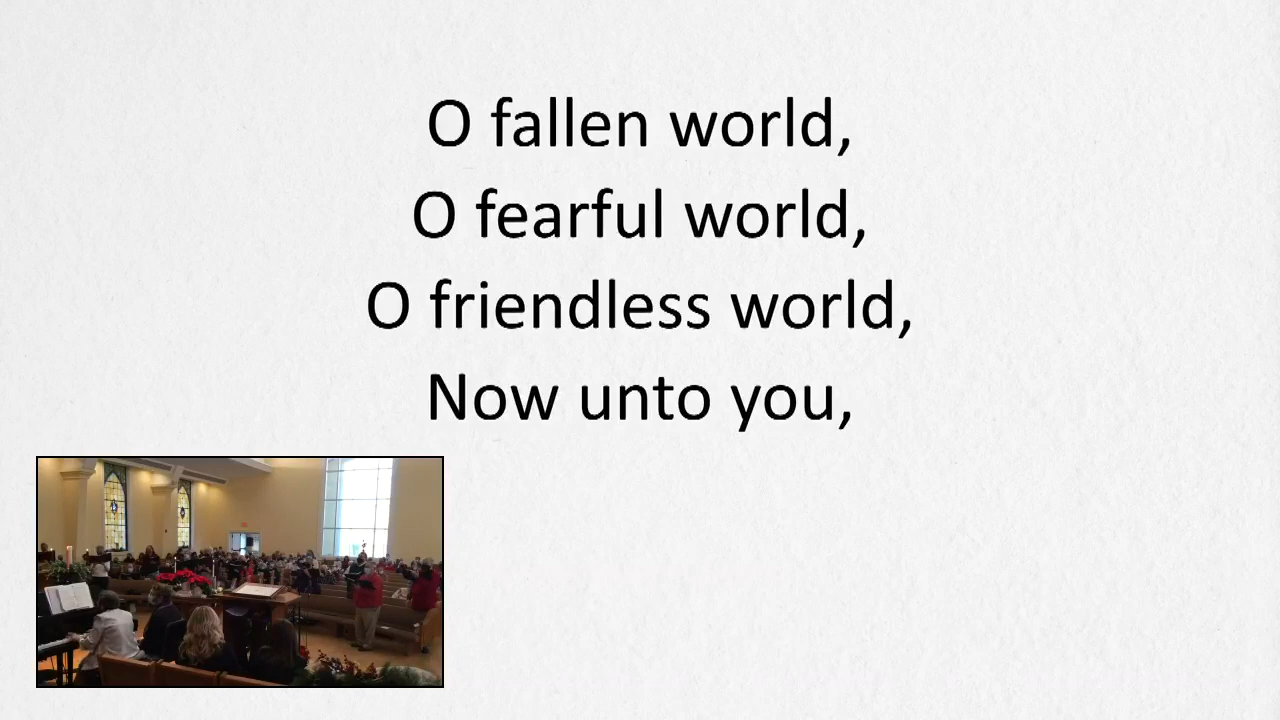 O fallen world,
O fearful world,
O friendless world,
Now unto you,